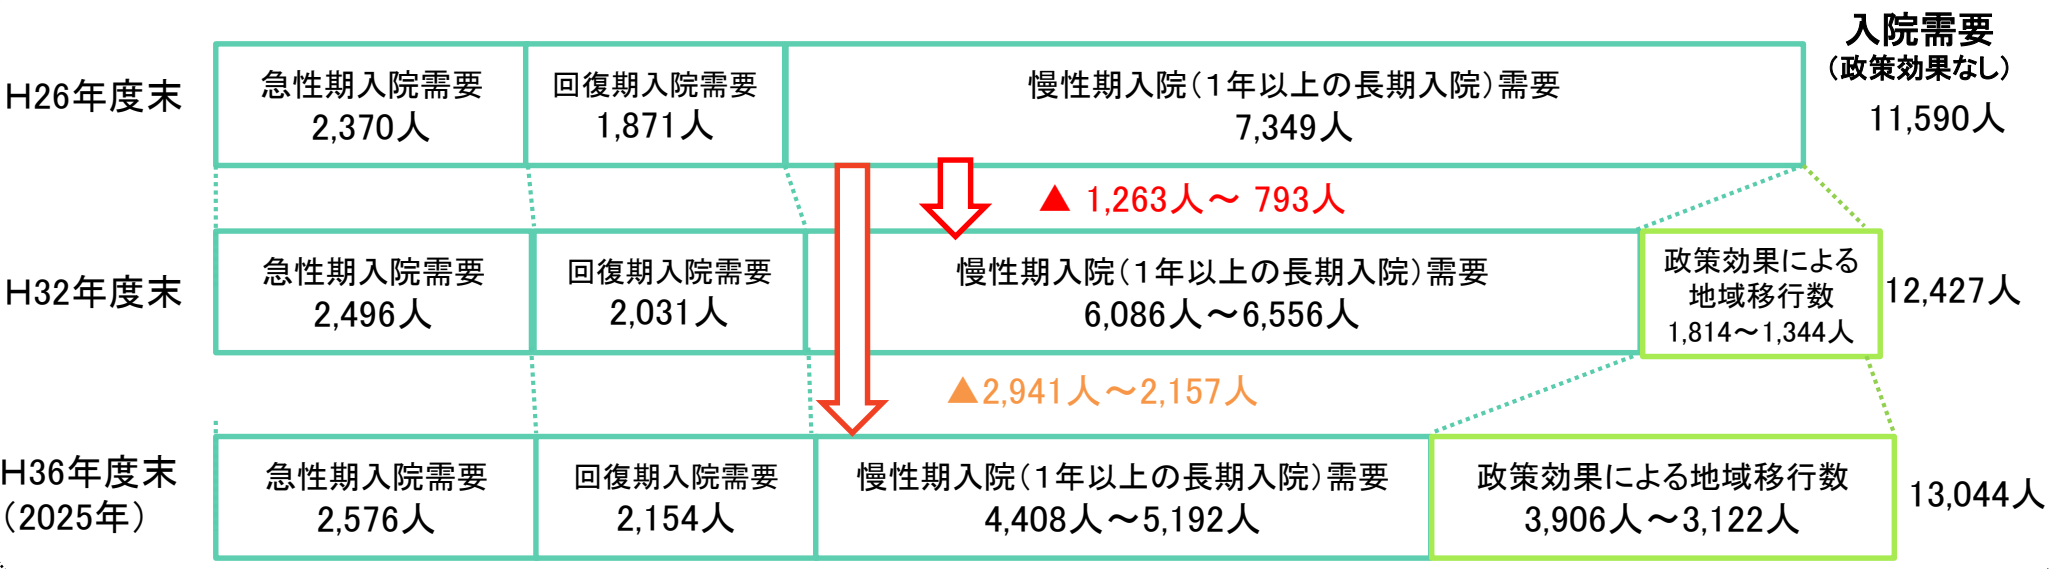 入院需要
（政策効果なし）
H26年度末
急性期入院需要
2,370人
回復期入院需要
1,871人
慢性期入院（１年以上の長期入院）需要
7,349人
11,590人
▲ 1,263人～ 793人
H32年度末
急性期入院需要
2,496人
回復期入院需要
2,031人
慢性期入院（１年以上の長期入院）需要
6,086人～6,556人
政策効果による
地域移行数
1,814～1,344人
12,427人
▲2,941人～2,157人
H36年度末
（2025年）
急性期入院需要
2,576人
回復期入院需要
2,154人
慢性期入院（１年以上の長期入院）需要
4,408人～5,192人
政策効果による地域移行数
3,906人～3,122人
13,044人